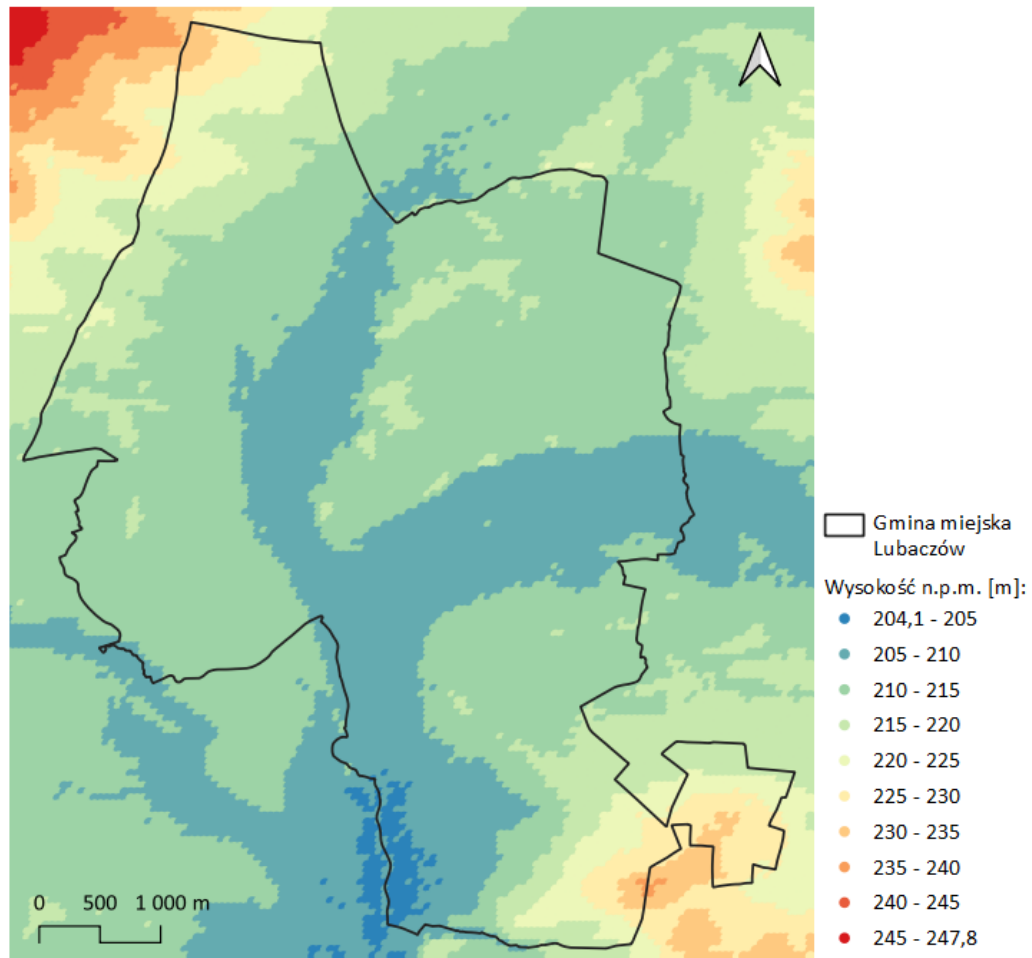 Gmina miejska
Lubaczów
Wysokość n.p.m. [m]:
204,1 - 205
205 - 210
210 - 215
215 - 220
220 - 225
225 - 230
230 - 235
235 - 240
240 - 245
245 - 247,8
0 500 1 000 m